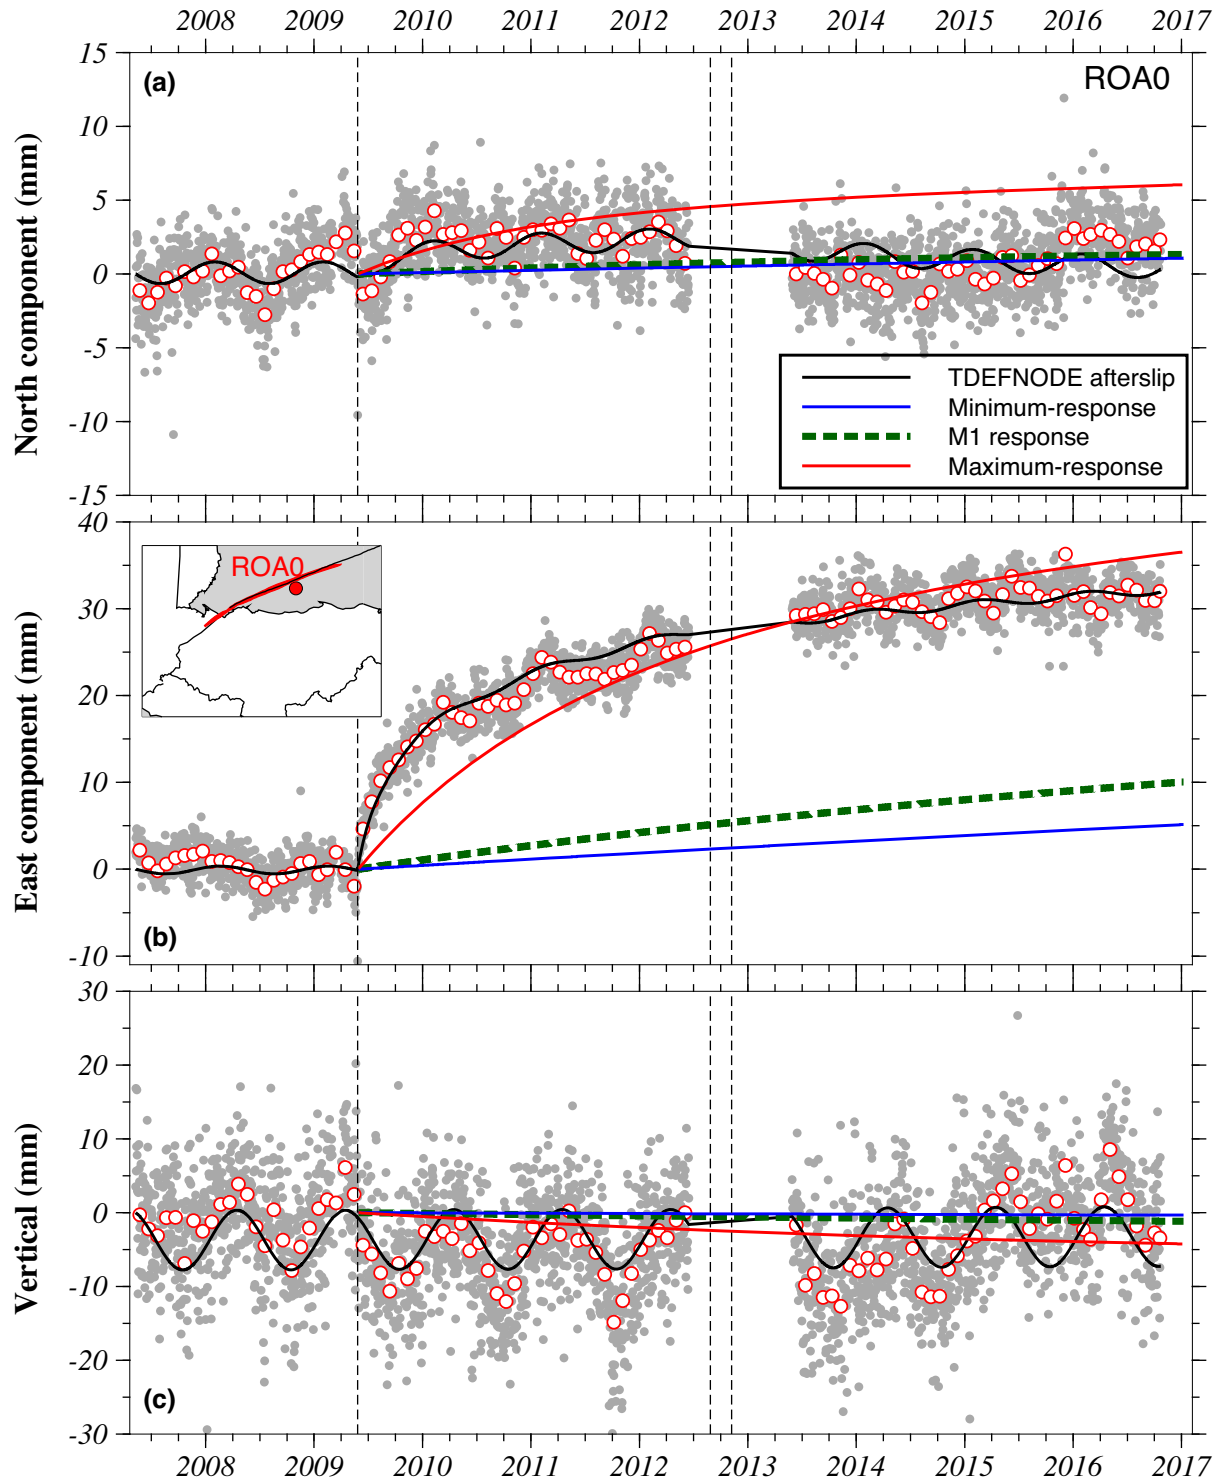 2008 2009 2010 2011 2012 2013 2014 2015 2016 2017
15
10
5
0
-5
-10
-15
North component (mm)
(a)
ROA0
TDEFNODE afterslip
Minimum-response
M1 response
Maximum-response
40
30
20
10
0
-10
East component (mm)
ROA0
(b)
30
20
10
0
-10
-20
-30
Vertical (mm)
(c)
2008 2009 2010 2011 2012 2013 2014 2015 2016 2017